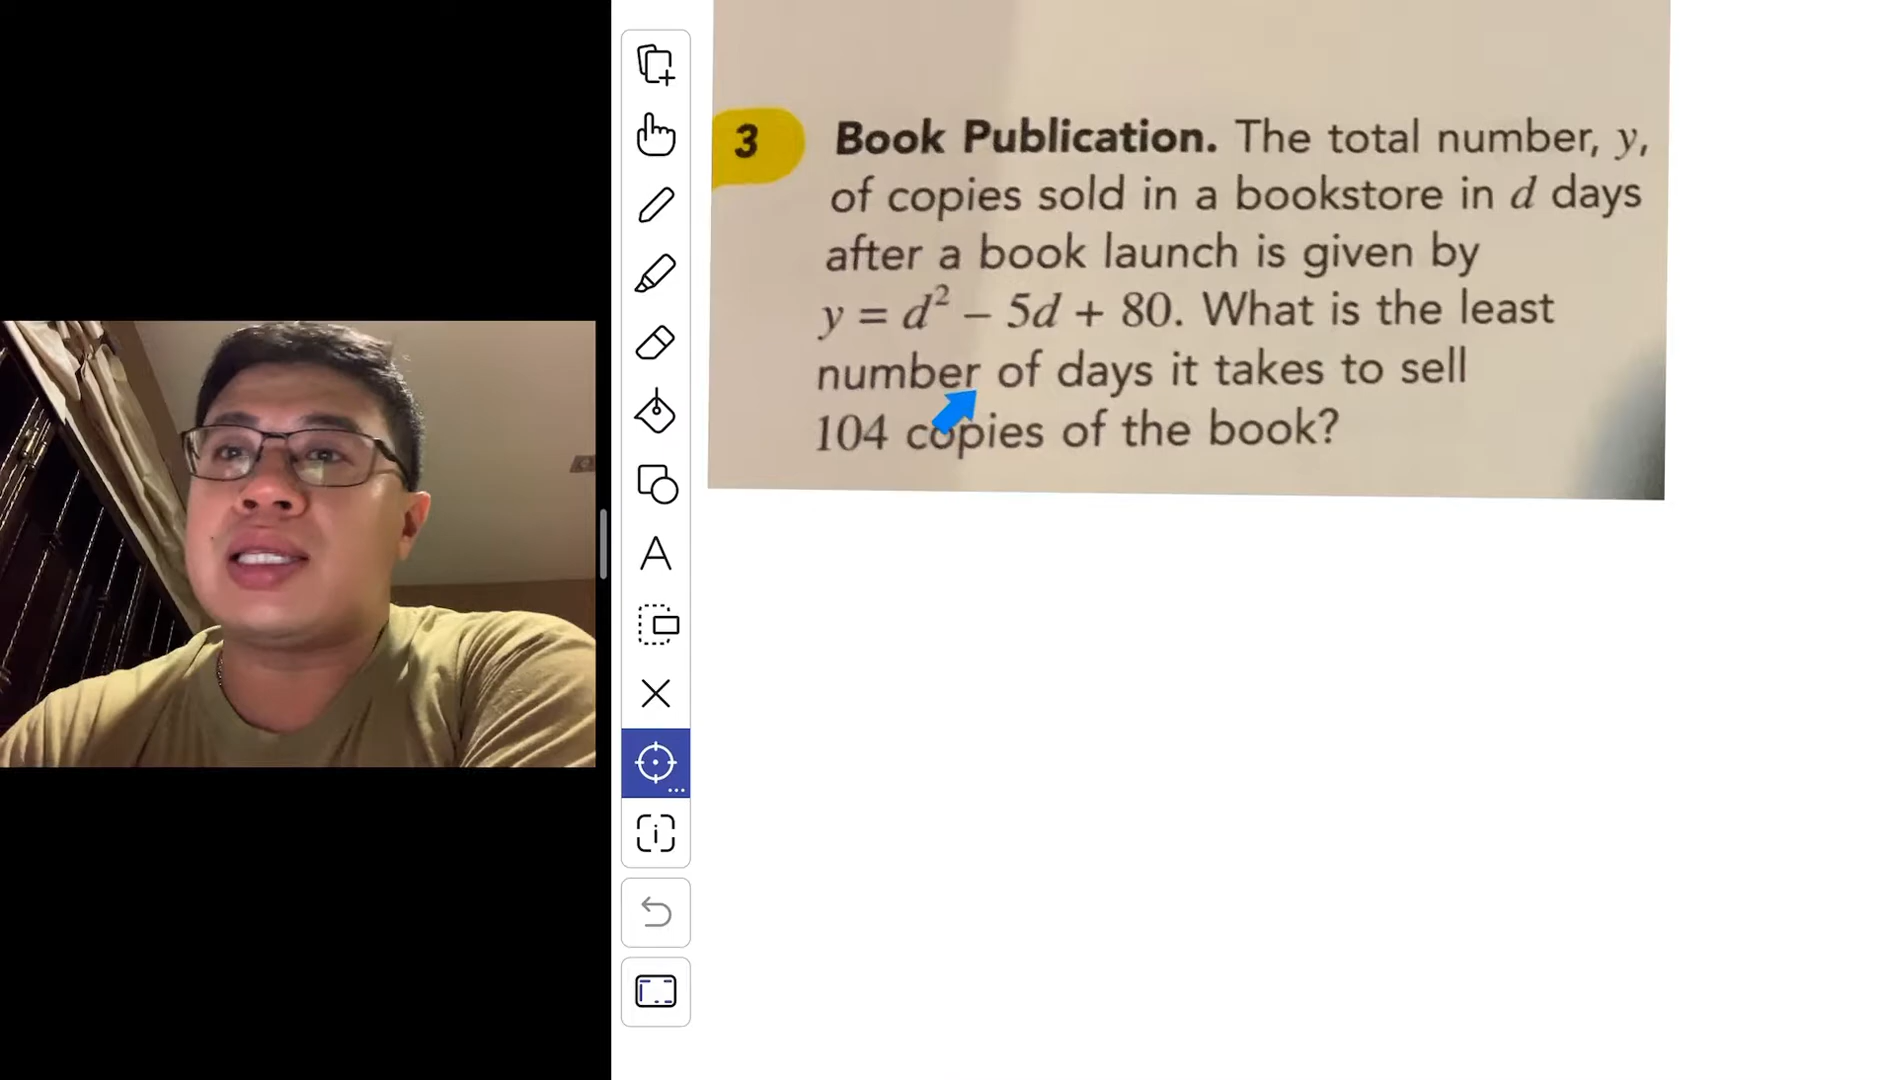 3 Book Publication. The total number, y,
of copies sold in a bookstore in d days
after a book launch is given by
y = d² – 5d + 80. What is the least
number of days it takes to sell
104 copies of the book?